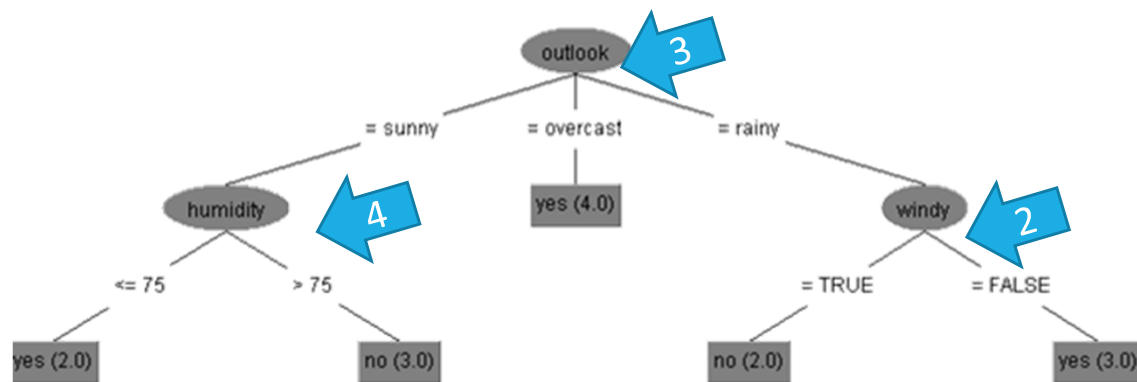 outlook
3
= sunny
= overcast
= rainy
humidity
4
yes (4.0)
windy
2
<= 75
> 75
= TRUE
= FALSE
yes (2.0)
no (3.0)
no (2.0)
yes (3.0)